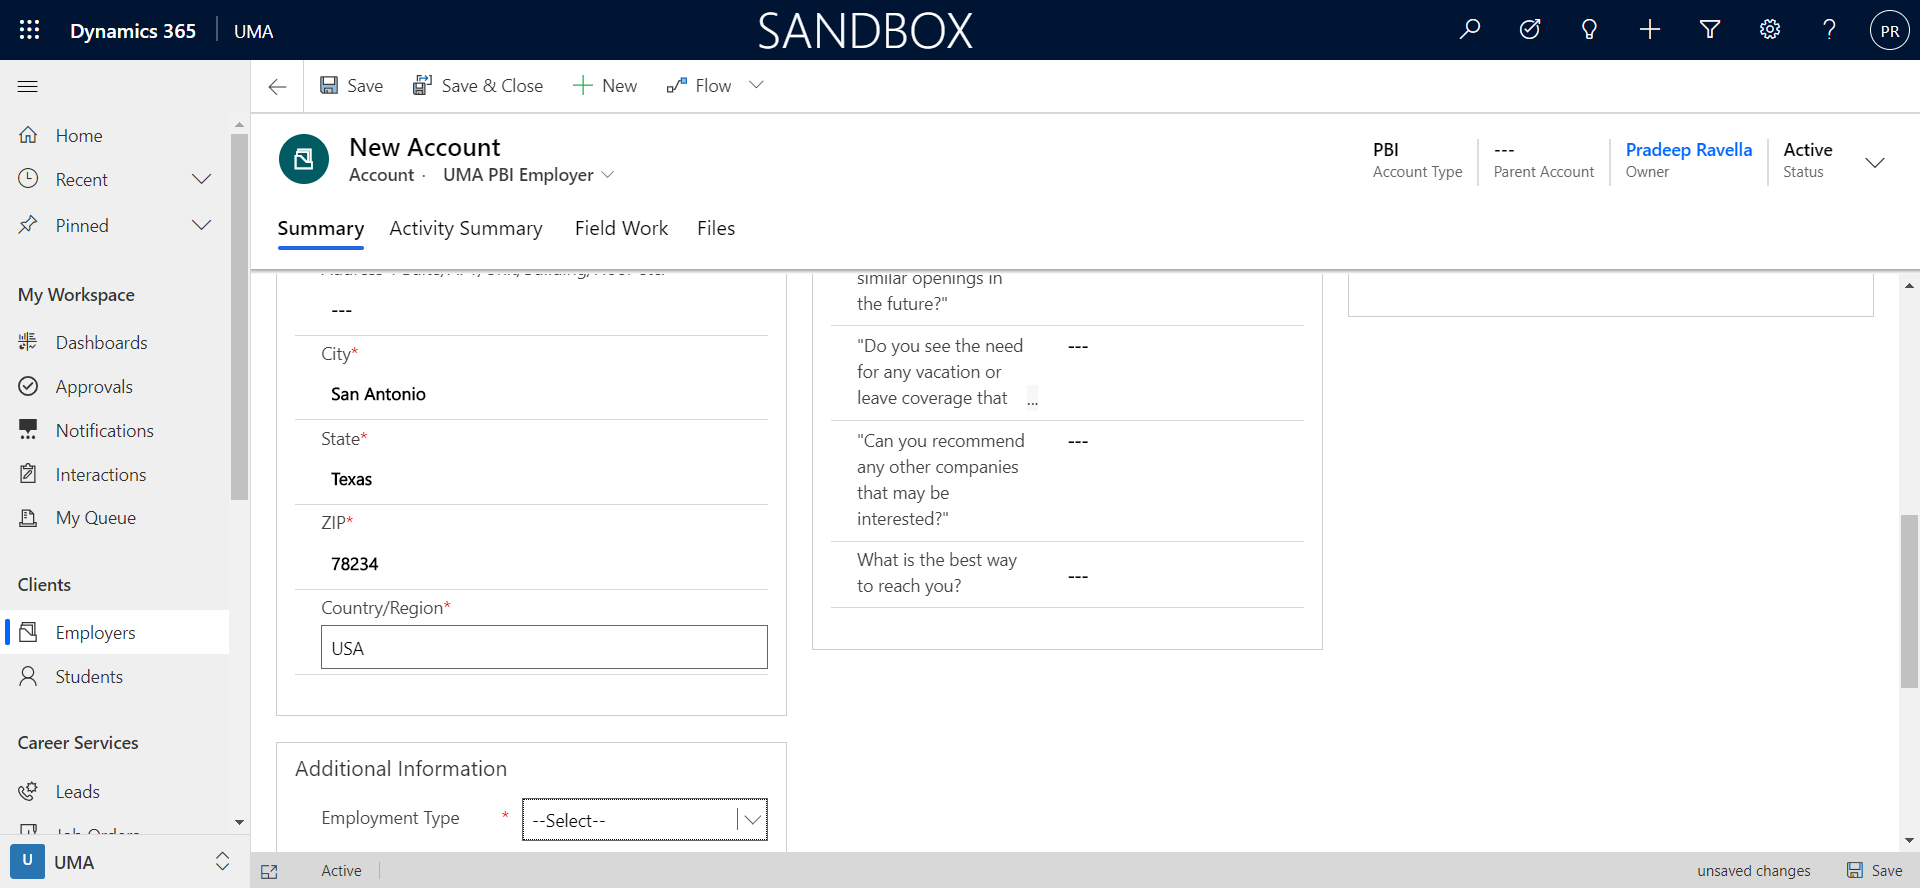 Dynamics 365
UMA
SANDBOX
PR
Save
Save & Close
New
Flow
Home
Recent
Pinned
My Workspace
Dashboards
Approvals
Notifications
Interactions
My Queue
Clients
Employers
Students
Career Services
Leads
Job Orders
U
UMA
New Account
Account · UMA PBI Employer
PBI
Account Type
---
Parent Account
Pradeep Ravella
Owner
Active
Status
Summary
Activity Summary
Field Work
Files
---
City*
San Antonio
State*
Texas
ZIP*
78234
Country/Region*
USA
Additional Information
Employment Type *
--Select--
similar openings in
the future?"
"Do you see the need
for any vacation or
leave coverage that ...
---
"Can you recommend
any other companies
that may be
interested?"
---
What is the best way
to reach you?
---
Active
unsaved changes
Save